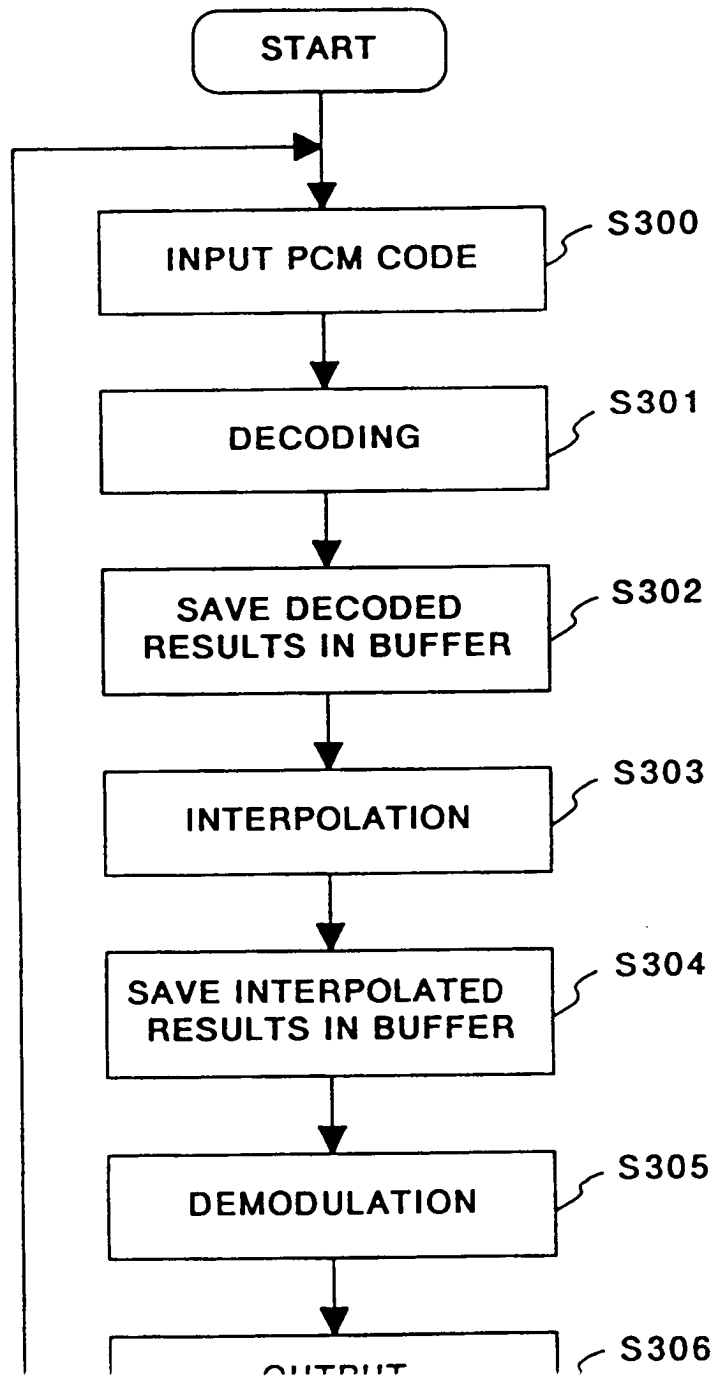 START
S300
INPUT PCM CODE
S301
DECODING
S302
SAVE DECODED
RESULTS IN BUFFER
S303
INTERPOLATION
S304
SAVE INTERPOLATED
RESULTS IN BUFFER
S305
DEMODULATION
S306
OUTPUT